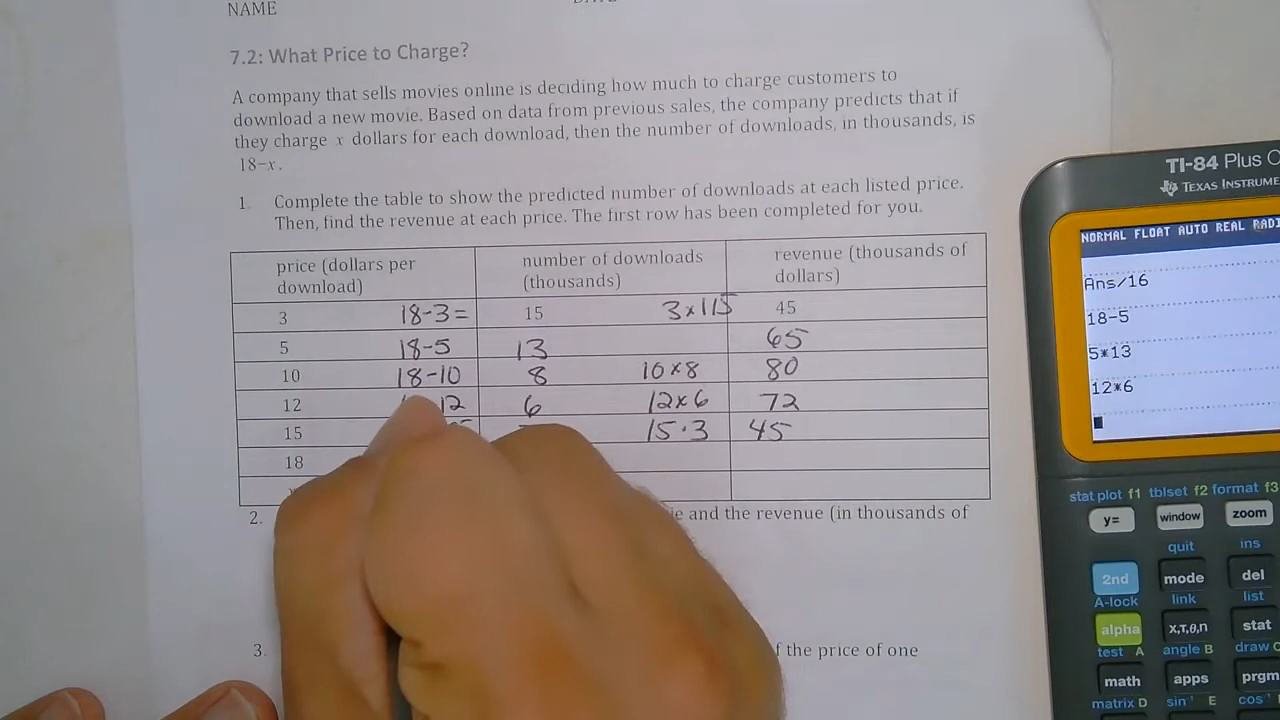 NAME
7.2: What Price to Charge?
A company that sells movies online is deciding how much to charge customers to
download a new movie. Based on data from previous sales, the company predicts that if
they charge x dollars for each download, then the number of downloads, in thousands, is
18−x.
1. Complete the table to show the predicted number of downloads at each listed price.
Then, find the revenue at each price. The first row has been completed for you.
price (dollars per download) number of downloads (thousands) revenue (thousands of dollars)
3 18-3= 15 3x115 45
5 18-5 13 65
10 18-10 8 10x8 80
12 12 6 12x6 72
15 15·3 45
18
2. and the revenue (in thousands of
3. the price of one
TI-84 Plus C
TEXAS INSTRUME
NORMAL FLOAT AUTO REAL RADI
Ans/16
18-5
5*13
12*6
stat plot f1 tblset f2 format f3
y= window zoom
quit ins
2nd mode del
A-lock link list
alpha x,T,θ,n stat
test A angle B draw C
math apps prgm
matrix D sin⁻¹ E cos⁻¹